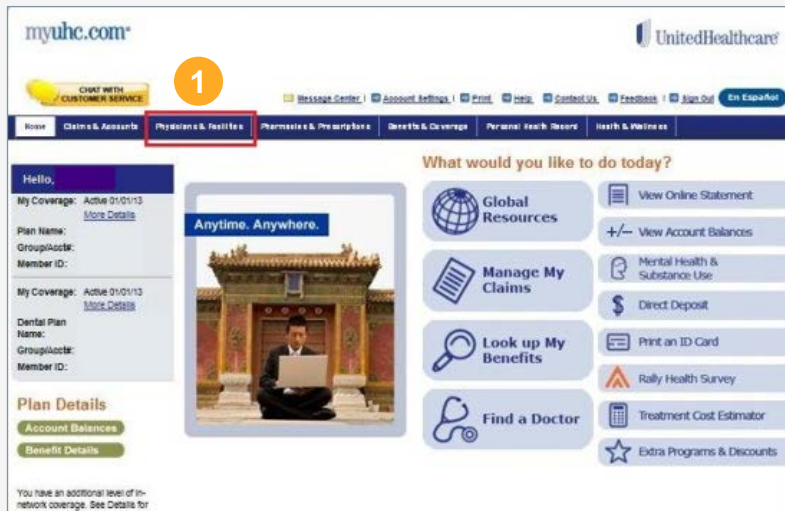 myuhc.com®
UnitedHealthcare®
CHAT WITH
CUSTOMER SERVICE
1
Message Center | Account Settings | Print Help Contact Us Feedback | Sign Out En Español
Home Claims & Accounts Physicians & Facilities Pharmacies & Prescriptions Benefits & Coverage Personal Health Record Health & Wellness
What would you like to do today?
Hello,
My Coverage: Active 01/01/13
More Details
Plan Name:
Group/Acct#:
Member ID:
My Coverage: Active 01/01/13
More Details
Dental Plan
Name:
Group/Acct#:
Member ID:
Plan Details
Account Balances
Benefit Details
You have an additional level of in-
network coverage. See Details for
Anytime. Anywhere.
Global
Resources
Manage My
Claims
Look up My
Benefits
Find a Doctor
View Online Statement
+/- View Account Balances
Mental Health &
Substance Use
$ Direct Deposit
Print an ID Card
Rally Health Survey
Treatment Cost Estimator
Extra Programs & Discounts